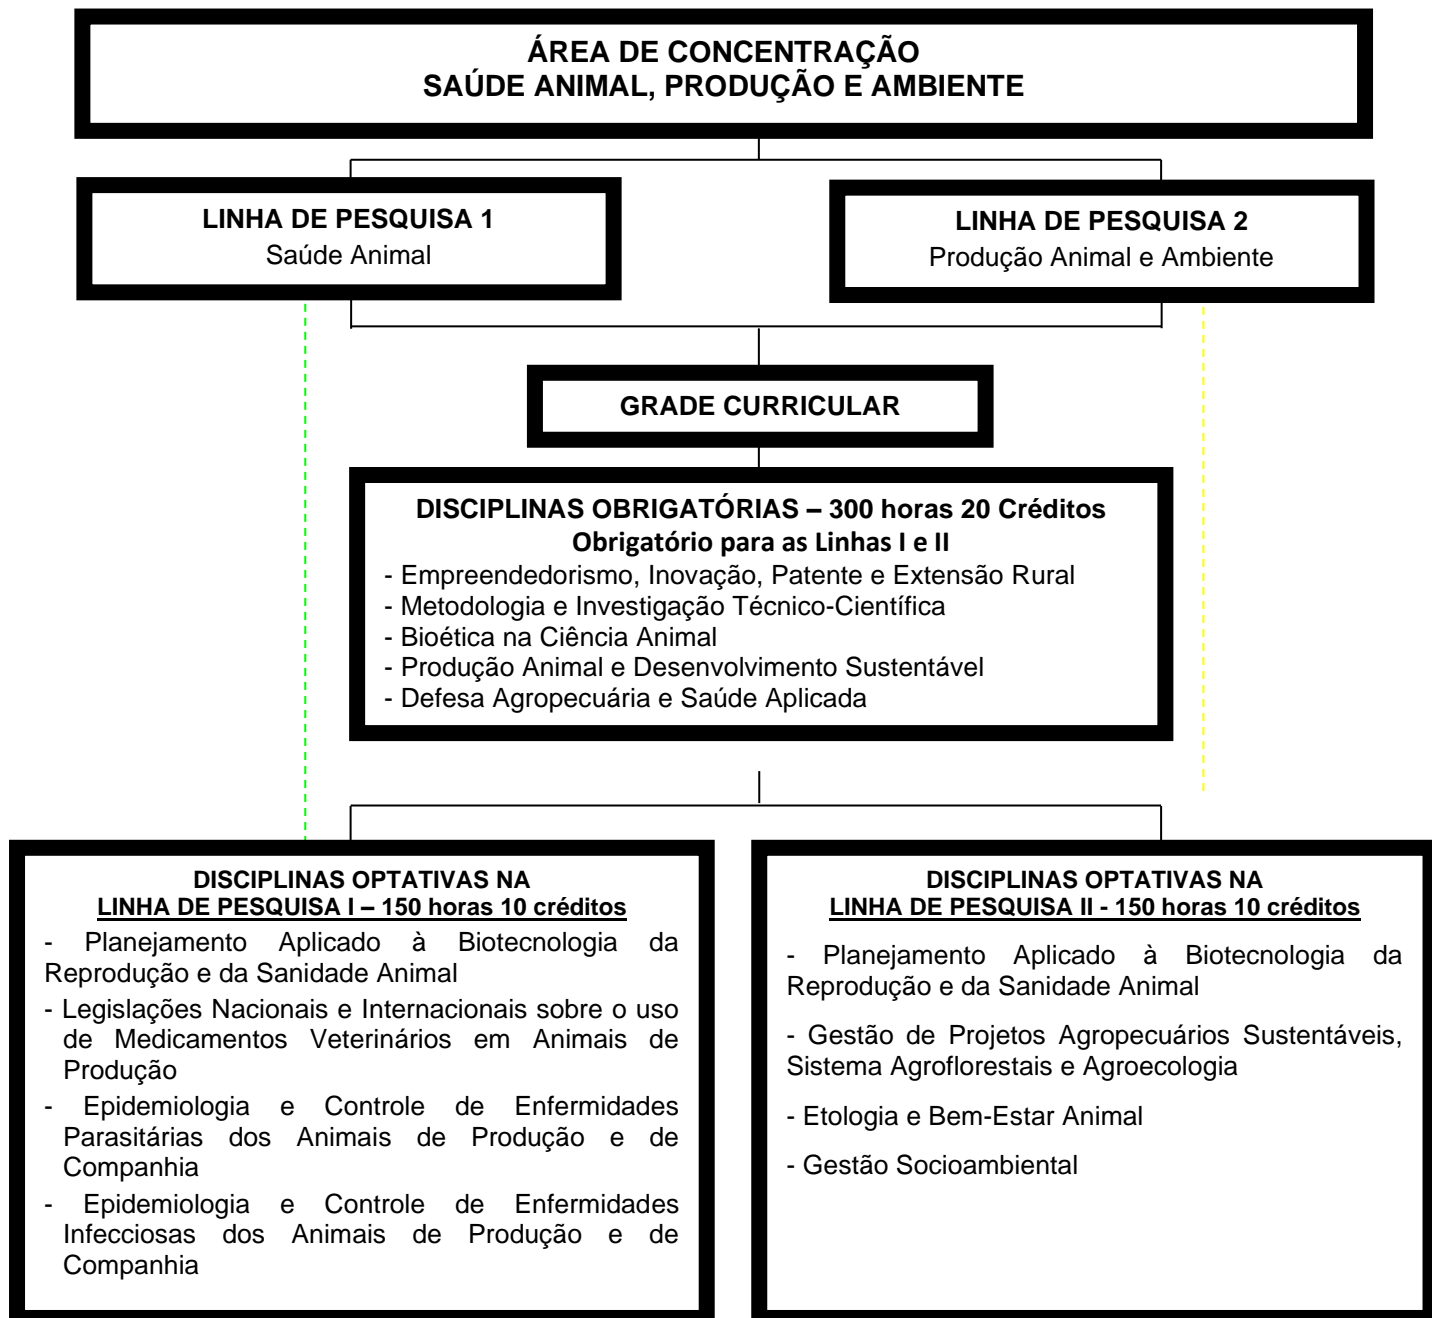 ÁREA DE CONCENTRAÇÃO
SAÚDE ANIMAL, PRODUÇÃO E AMBIENTE
LINHA DE PESQUISA 1
Saúde Animal
LINHA DE PESQUISA 2
Produção Animal e Ambiente
GRADE CURRICULAR
DISCIPLINAS OBRIGATÓRIAS – 300 horas 20 Créditos
Obrigatório para as Linhas I e II
- Empreendedorismo, Inovação, Patente e Extensão Rural
- Metodologia e Investigação Técnico-Científica
- Bioética na Ciência Animal
- Produção Animal e Desenvolvimento Sustentável
- Defesa Agropecuária e Saúde Aplicada
DISCIPLINAS OPTATIVAS NA
LINHA DE PESQUISA I – 150 horas 10 créditos
- Planejamento Aplicado à Biotecnologia da
Reprodução e da Sanidade Animal
- Legislações Nacionais e Internacionais sobre o uso
de Medicamentos Veterinários em Animais de
Produção
- Epidemiologia e Controle de Enfermidades
Parasitárias dos Animais de Produção e de
Companhia
- Epidemiologia e Controle de Enfermidades
Infecciosas dos Animais de Produção e de
Companhia
DISCIPLINAS OPTATIVAS NA
LINHA DE PESQUISA II - 150 horas 10 créditos
- Planejamento Aplicado à Biotecnologia da
Reprodução e da Sanidade Animal
- Gestão de Projetos Agropecuários Sustentáveis,
Sistema Agroflorestais e Agroecologia
- Etologia e Bem-Estar Animal
- Gestão Socioambiental